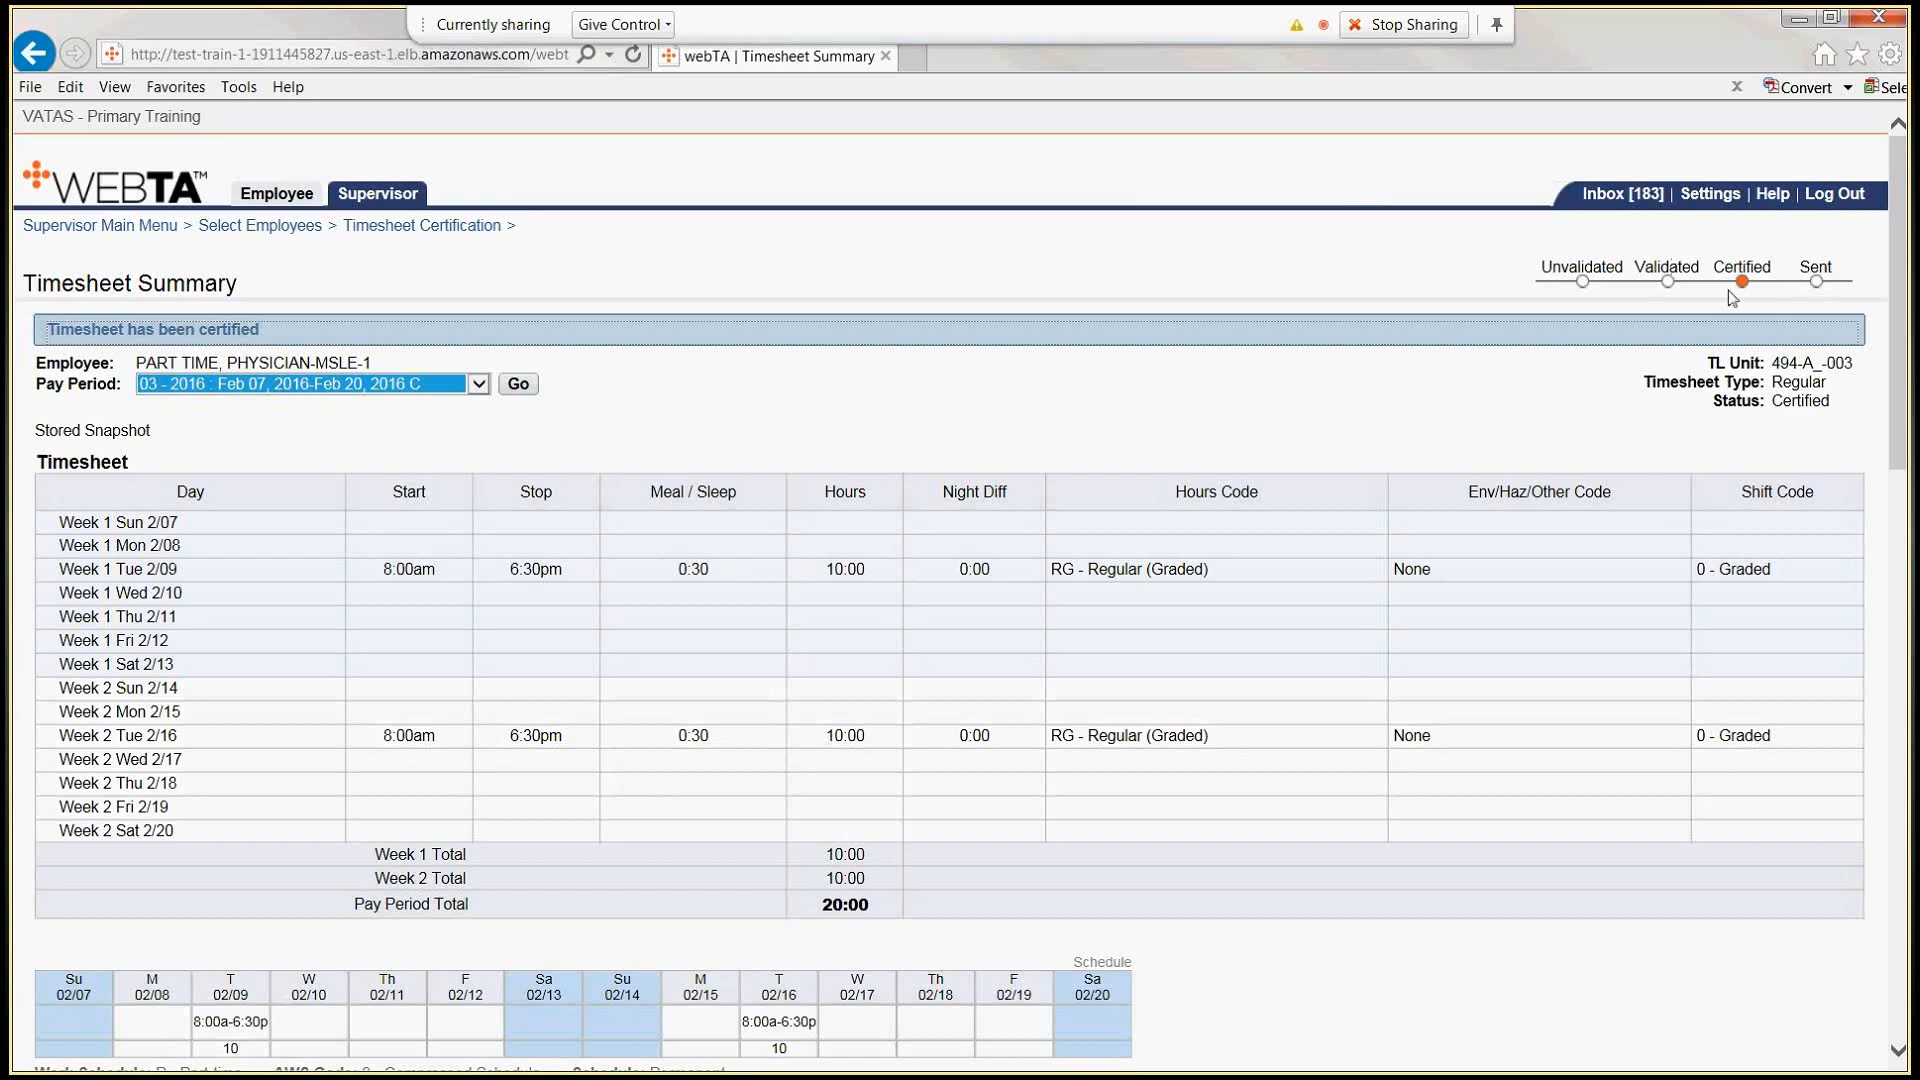 Currently sharing Give Control Stop Sharing
http://test-train-1-1911445827.us-east-1.elb.amazonaws.com/webt webTA | Timesheet Summary
File Edit View Favorites Tools Help x Convert Sele
VATAS - Primary Training
WEBTA™ Employee Supervisor Inbox [183] | Settings | Help | Log Out
Supervisor Main Menu > Select Employees > Timesheet Certification >
Unvalidated Validated Certified Sent
Timesheet Summary
Timesheet has been certified
Employee: PART TIME, PHYSICIAN-MSLE-1 TL Unit: 494-A_-003
Pay Period: 03 - 2016 : Feb 07, 2016-Feb 20, 2016 C Go Timesheet Type: Regular
Status: Certified
Stored Snapshot
Timesheet
Day Start Stop Meal / Sleep Hours Night Diff Hours Code Env/Haz/Other Code Shift Code
Week 1 Sun 2/07
Week 1 Mon 2/08
Week 1 Tue 2/09 8:00am 6:30pm 0:30 10:00 0:00 RG - Regular (Graded) None 0 - Graded
Week 1 Wed 2/10
Week 1 Thu 2/11
Week 1 Fri 2/12
Week 1 Sat 2/13
Week 2 Sun 2/14
Week 2 Mon 2/15
Week 2 Tue 2/16 8:00am 6:30pm 0:30 10:00 0:00 RG - Regular (Graded) None 0 - Graded
Week 2 Wed 2/17
Week 2 Thu 2/18
Week 2 Fri 2/19
Week 2 Sat 2/20
Week 1 Total 10:00
Week 2 Total 10:00
Pay Period Total 20:00
Schedule
Su M T W Th F Sa Su M T W Th F Sa
02/07 02/08 02/09 02/10 02/11 02/12 02/13 02/14 02/15 02/16 02/17 02/18 02/19 02/20
8:00a-6:30p 8:00a-6:30p
10 10